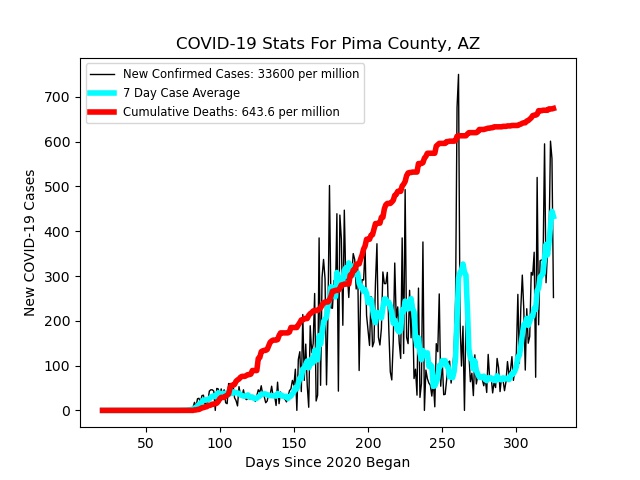 COVID-19 Stats For Pima County, AZ
New Confirmed Cases: 33600 per million
7 Day Case Average
Cumulative Deaths: 643.6 per million
New COVID-19 Cases
700
600
500
400
300
200
100
0
50 100 150 200 250 300
Days Since 2020 Began